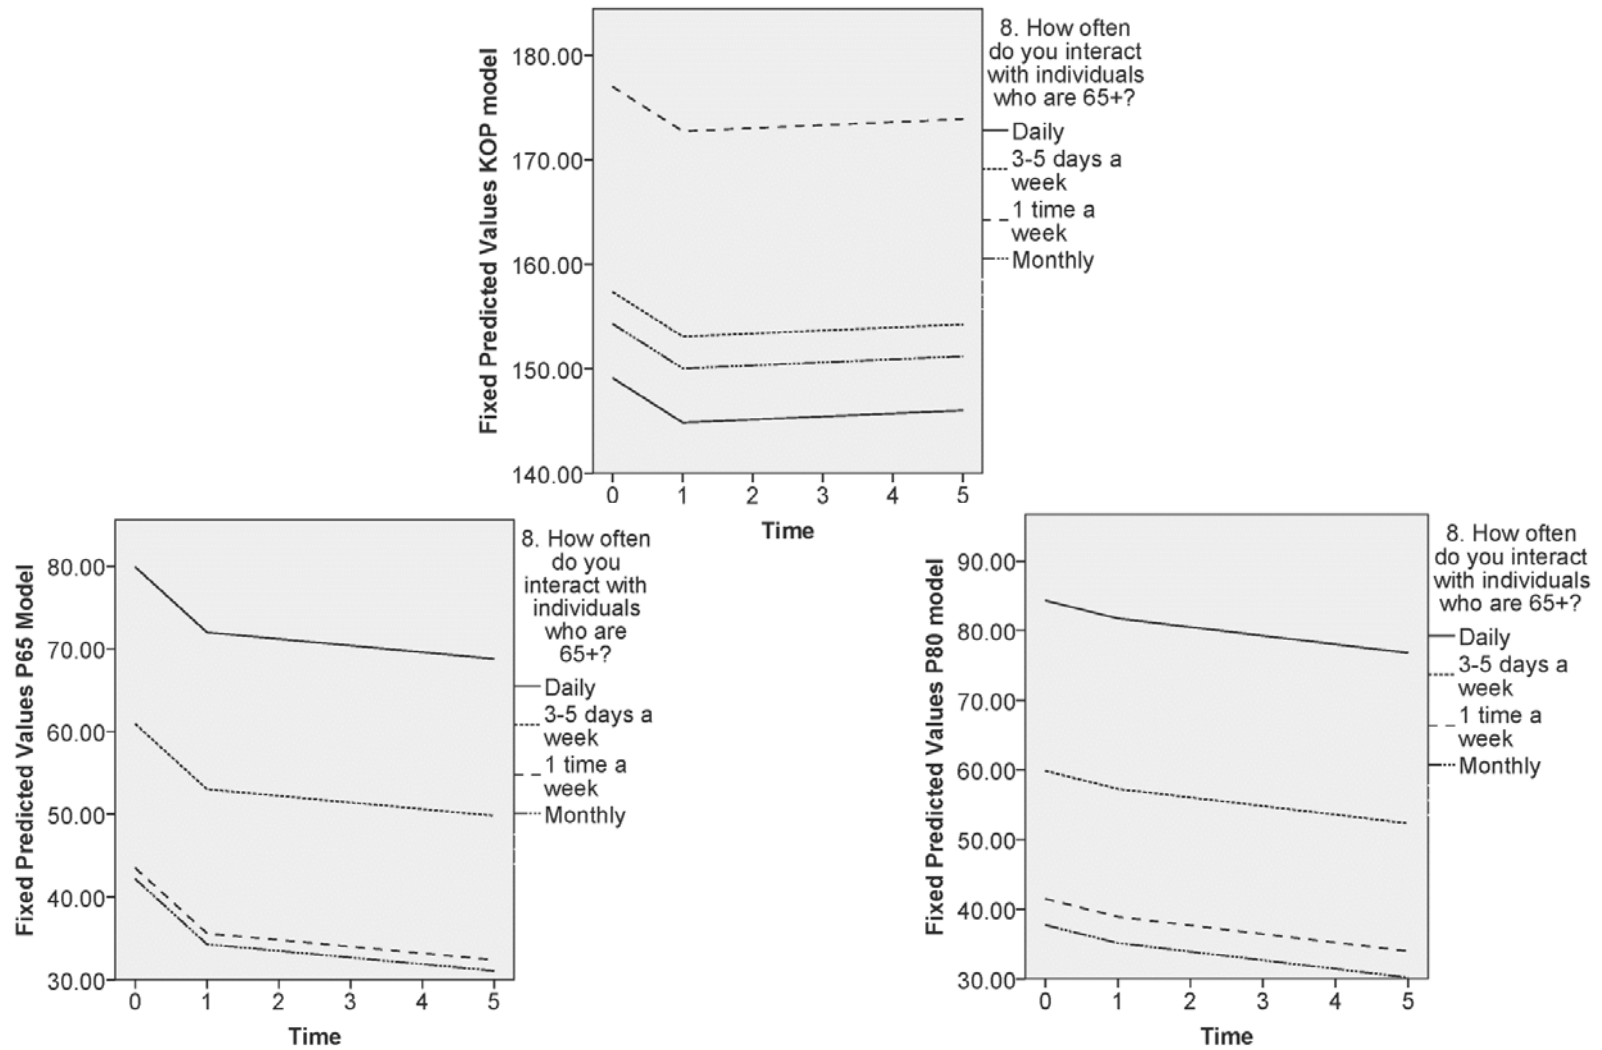 Fixed Predicted Values KOP model
180.00
170.00
160.00
150.00
140.00
0 1 2 3 4 5
Time
8. How often
do you interact
with individuals
who are 65+?
Daily
3-5 days a
week
1 time a
week
Monthly
Fixed Predicted Values P65 Model
80.00
70.00
60.00
50.00
40.00
30.00
0 1 2 3 4 5
Time
8. How often
do you
interact with
individuals
who are
65+?
Daily
3-5 days a
week
1 time a
week
Monthly
Fixed Predicted Values P80 model
90.00
80.00
70.00
60.00
50.00
40.00
30.00
0 1 2 3 4 5
Time
8. How often
do you interact
with individuals
who are 65+?
Daily
3-5 days a
week
1 time a
week
Monthly